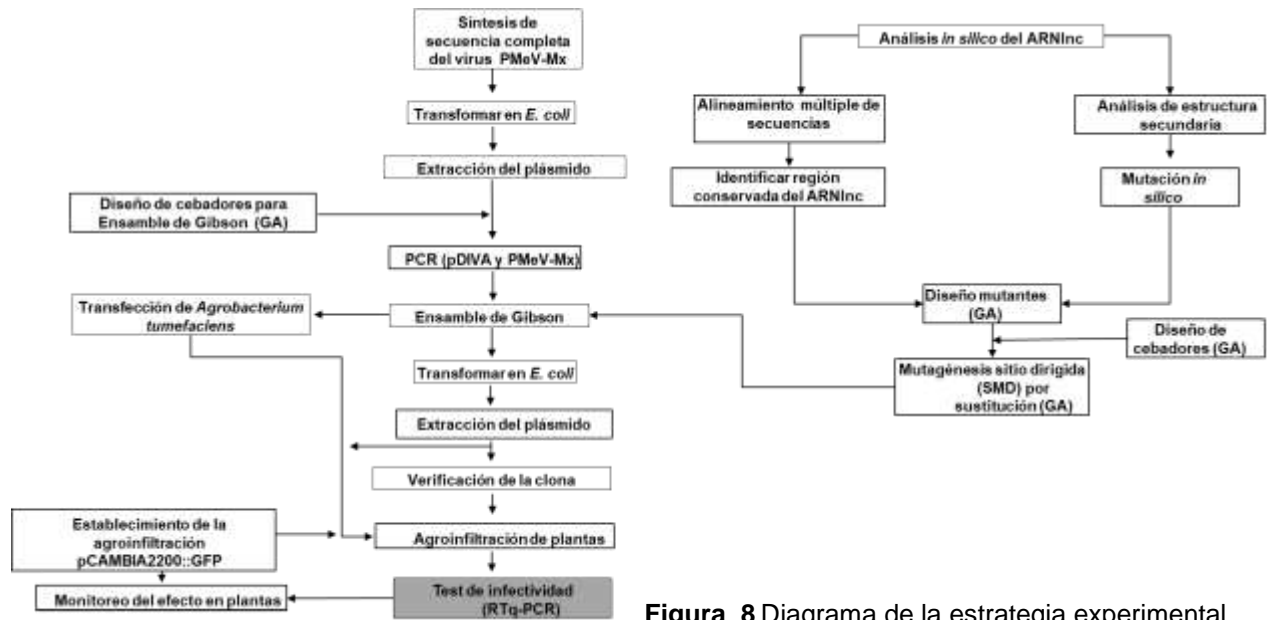 Síntesis de
secuencia completa
del virus PMeV-Mx
Transformar en E. coli
Extracción del plásmido
Diseño de cebadores para
Ensamble de Gibson (GA)
PCR (pDIVA y PMeV-Mx)
Transfección de Agrobacterium
tumefaciens
Ensamble de Gibson
Transformar en E. coli
Extracción del plásmido
Verificación de la clona
Establecimiento de la
agroinfiltración
pCAMBIA2200::GFP
Agroinfiltración de plantas
Monitoreo del efecto en plantas
Test de infectividad
(RTq-PCR)
Análisis in silico del ARNlnc
Alineamiento múltiple de
secuencias
Análisis de estructura
secundaria
Identificar región
conservada del ARNlnc
Mutación in
silico
Diseño mutantes
(GA)
Diseño de
cebadores (GA)
Mutagénesis sitio dirigida
(SMD) por
sustitución (GA)
Figura 8 Diagrama de la estrategia experimental